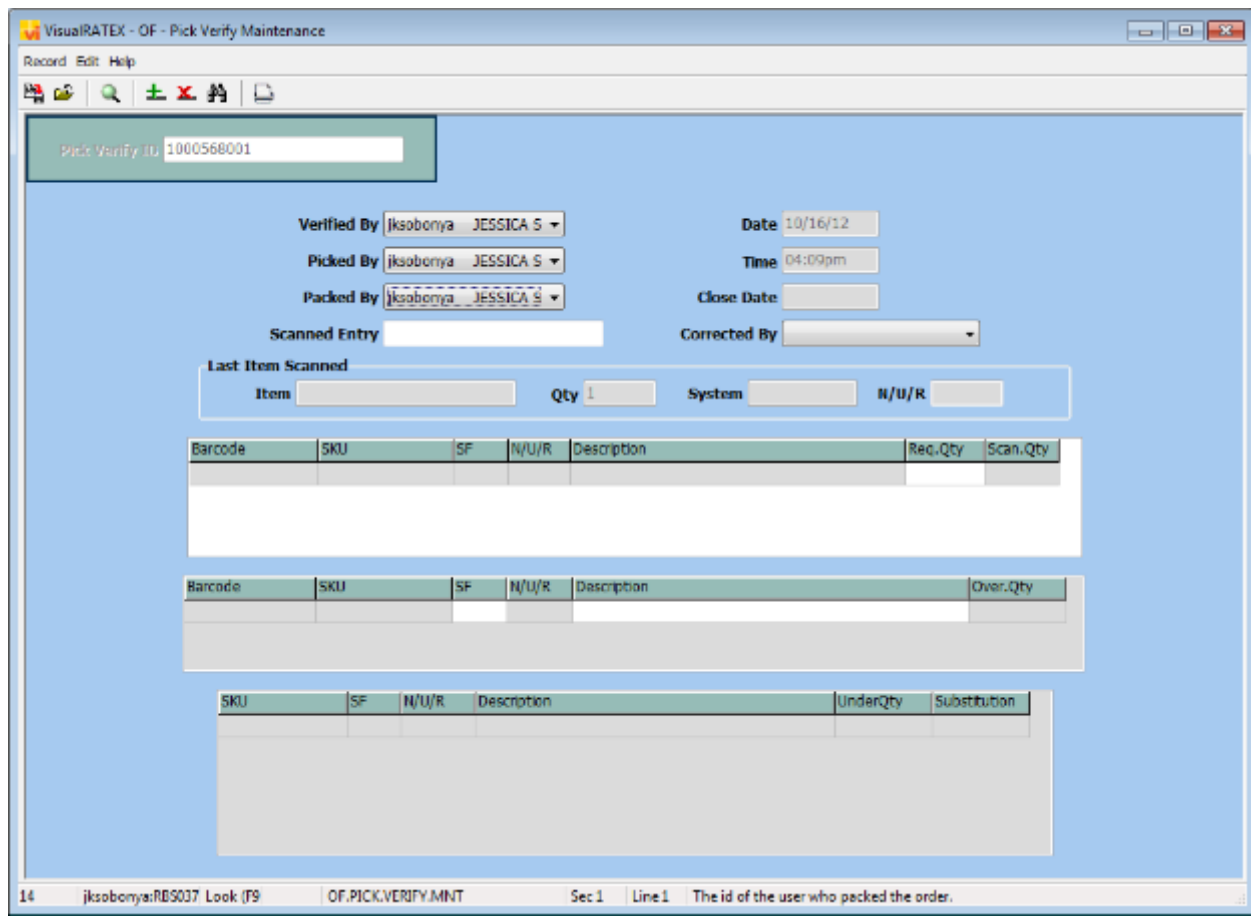 VisualRATEX - OF - Pick Verify Maintenance
Record Edit Help
Pick Verify ID 1000568001
Verified By jksobonya JESSICA S Date 10/16/12
Picked By jksobonya JESSICA S Time 04:09pm
Packed By jksobonya JESSICA S Close Date
Scanned Entry Corrected By
Last Item Scanned
Item Qty 1 System N/U/R
Barcode SKU SF N/U/R Description Req.Qty Scan.Qty
Barcode SKU SF N/U/R Description Over.Qty
SKU SF N/U/R Description UnderQty Substitution
14 jksobonya:RBS037 Look (F9 OF.PICK.VERIFY.MNT Sec 1 Line 1 The id of the user who packed the order.